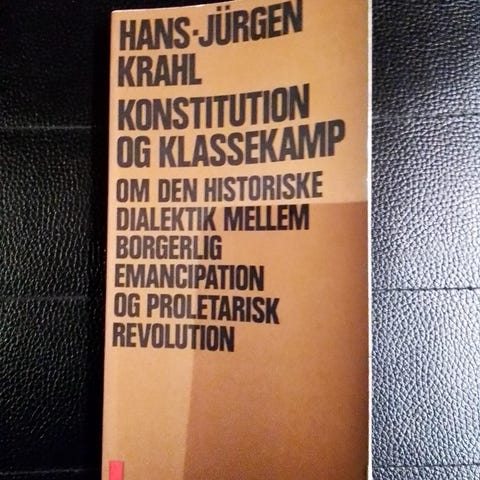 HANS-JÜRGEN
KRAHL
KONSTITUTION
OG KLASSEKAMP
OM DEN HISTORISKE
DIALEKTIK MELLEM
BORGERLIG
EMANCIPATION
OG PROLETARISK
REVOLUTION